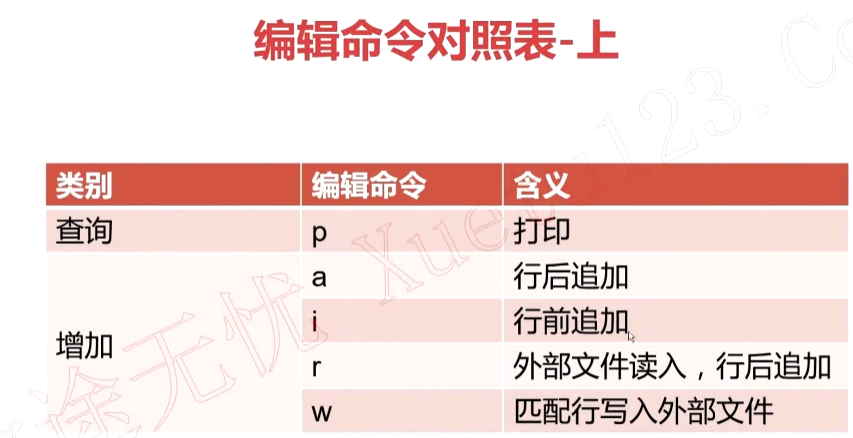 编辑命令对照表-上
类别 编辑命令 含义
查询 p 打印
a 行后追加
增加 i 行前追加
r 外部文件读入，行后追加
w 匹配行写入外部文件
途无忧 Xuetu123.Co